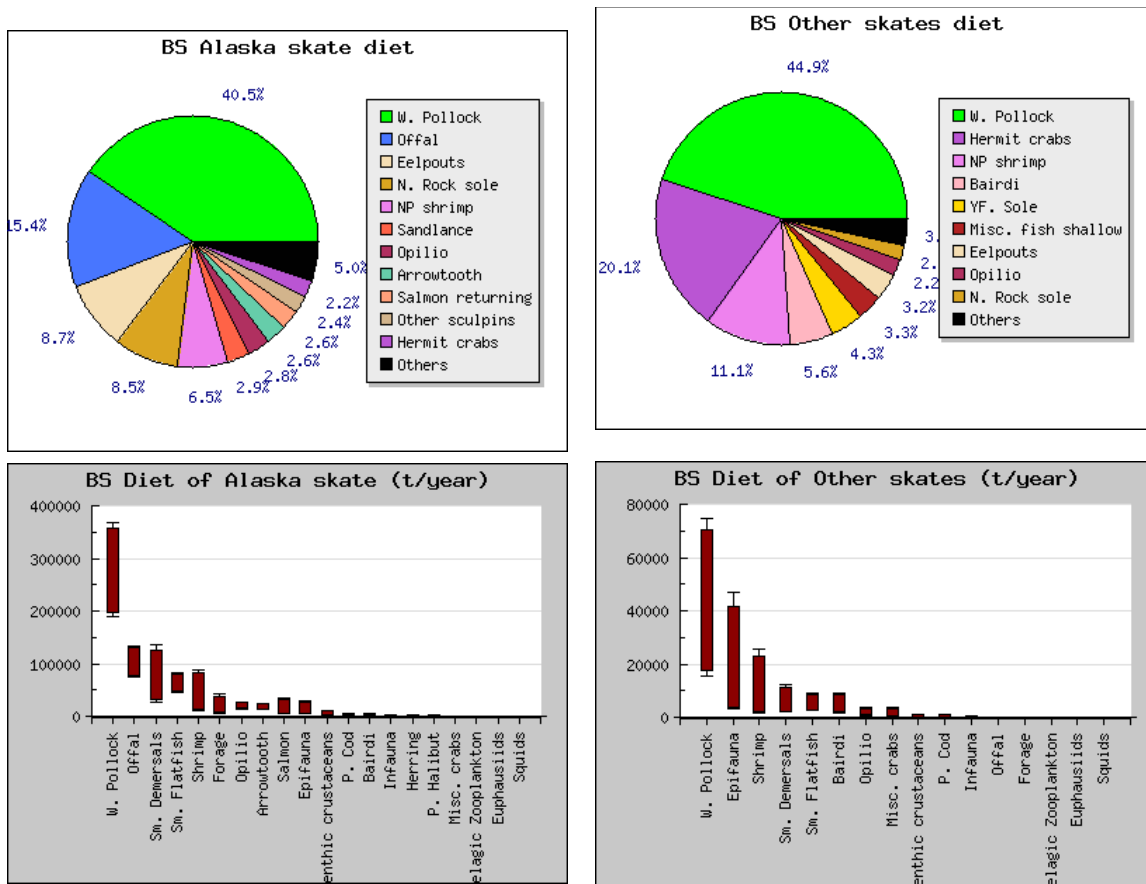 BS Alaska skate diet
40.5%
15.4%
8.7%
8.5%
6.5%
2.9%
2.8%
2.6%
2.6%
2.4%
2.2%
5.0%
W. Pollock
Offal
Eelpouts
N. Rock sole
NP shrimp
Sandlance
Opilio
Arrowtooth
Salmon returning
Other sculpins
Hermit crabs
Others
BS Other skates diet
44.9%
20.1%
11.1%
5.6%
4.3%
3.3%
3.2%
2.2
2.
3.
W. Pollock
Hermit crabs
NP shrimp
Bairdi
YF. Sole
Misc. fish shallow
Eelpouts
Opilio
N. Rock sole
Others
BS Diet of Alaska skate (t/year)
400000
300000
200000
100000
0
W. Pollock
Offal
Sm. Demersals
Sm. Flatfish
Shrimp
Forage
Opilio
Arrowtooth
Salmon
Epifauna
enthic crustaceans
P. Cod
Bairdi
Infauna
Herring
P. Halibut
Misc. crabs
elagic Zooplankton
Euphausiids
Squids
BS Diet of Other skates (t/year)
80000
60000
40000
20000
0
W. Pollock
Epifauna
Shrimp
Sm. Demersals
Sm. Flatfish
Bairdi
Opilio
Misc. crabs
enthic crustaceans
P. Cod
Infauna
Offal
Forage
elagic Zooplankton
Euphausiids
Squids